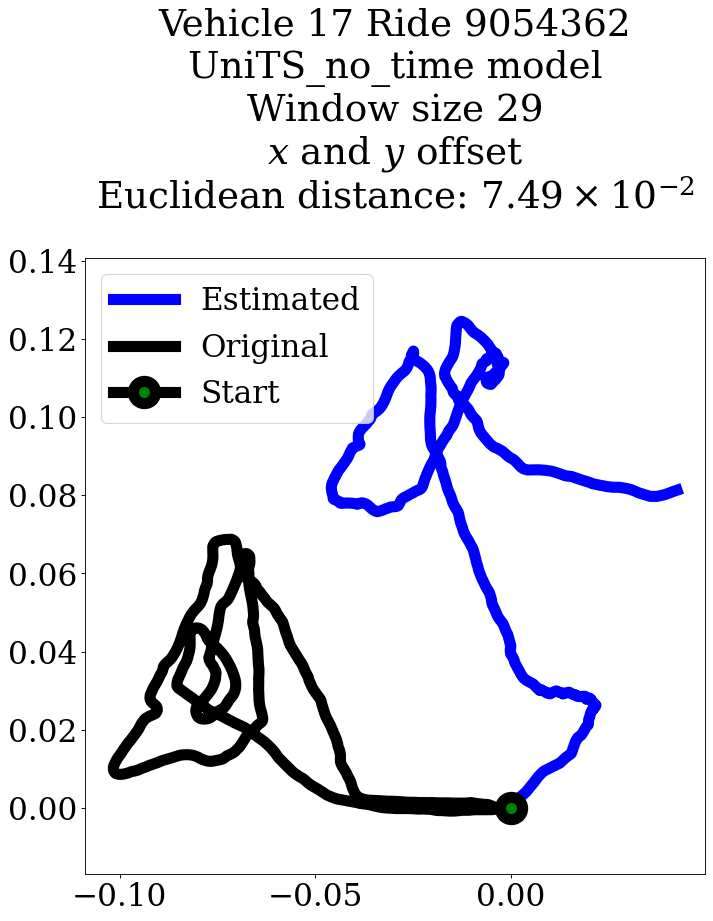 Vehicle 17 Ride 9054362
UniTS_no_time model
Window size 29
x and y offset
Euclidean distance: 7.49 × 10⁻²
0.14
0.12
0.10
0.08
0.06
0.04
0.02
0.00
Estimated
Original
Start
−0.10 −0.05 0.00